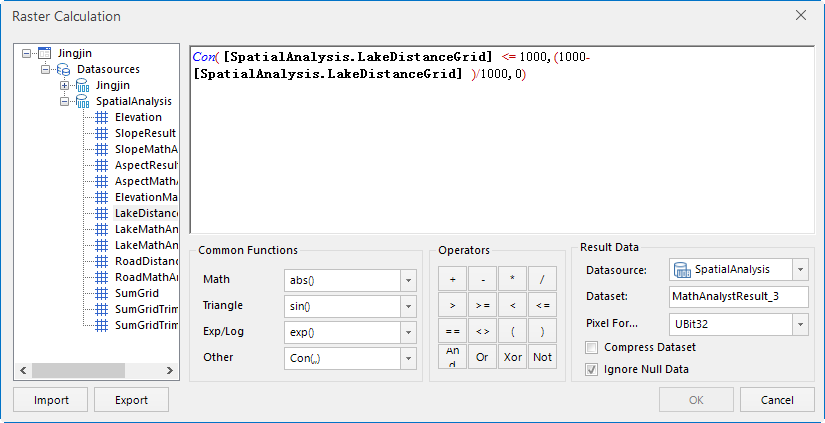 Raster Calculation
Jingjin
Datasources
Jingjin
SpatialAnalysis
Elevation
SlopeResult
SlopeMathA
AspectResul
AspectMathA
ElevationMa
LakeDistance
LakeMathAn
LakeMathAn
RoadDistanc
RoadMathAn
SumGrid
SumGridTrim
SumGridTrim
Con( [SpatialAnalysis.LakeDistanceGrid] <= 1000,(1000-
[SpatialAnalysis.LakeDistanceGrid] )/1000,0)
Common Functions
Math abs()
Triangle sin()
Exp/Log exp()
Other Con(,,)
Operators
+ - * /
> >= < <=
== <> ( )
And Or Xor Not
Result Data
Datasource: SpatialAnalysis
Dataset: MathAnalystResult_3
Pixel For... UBit32
Compress Dataset
Ignore Null Data
Import Export OK Cancel